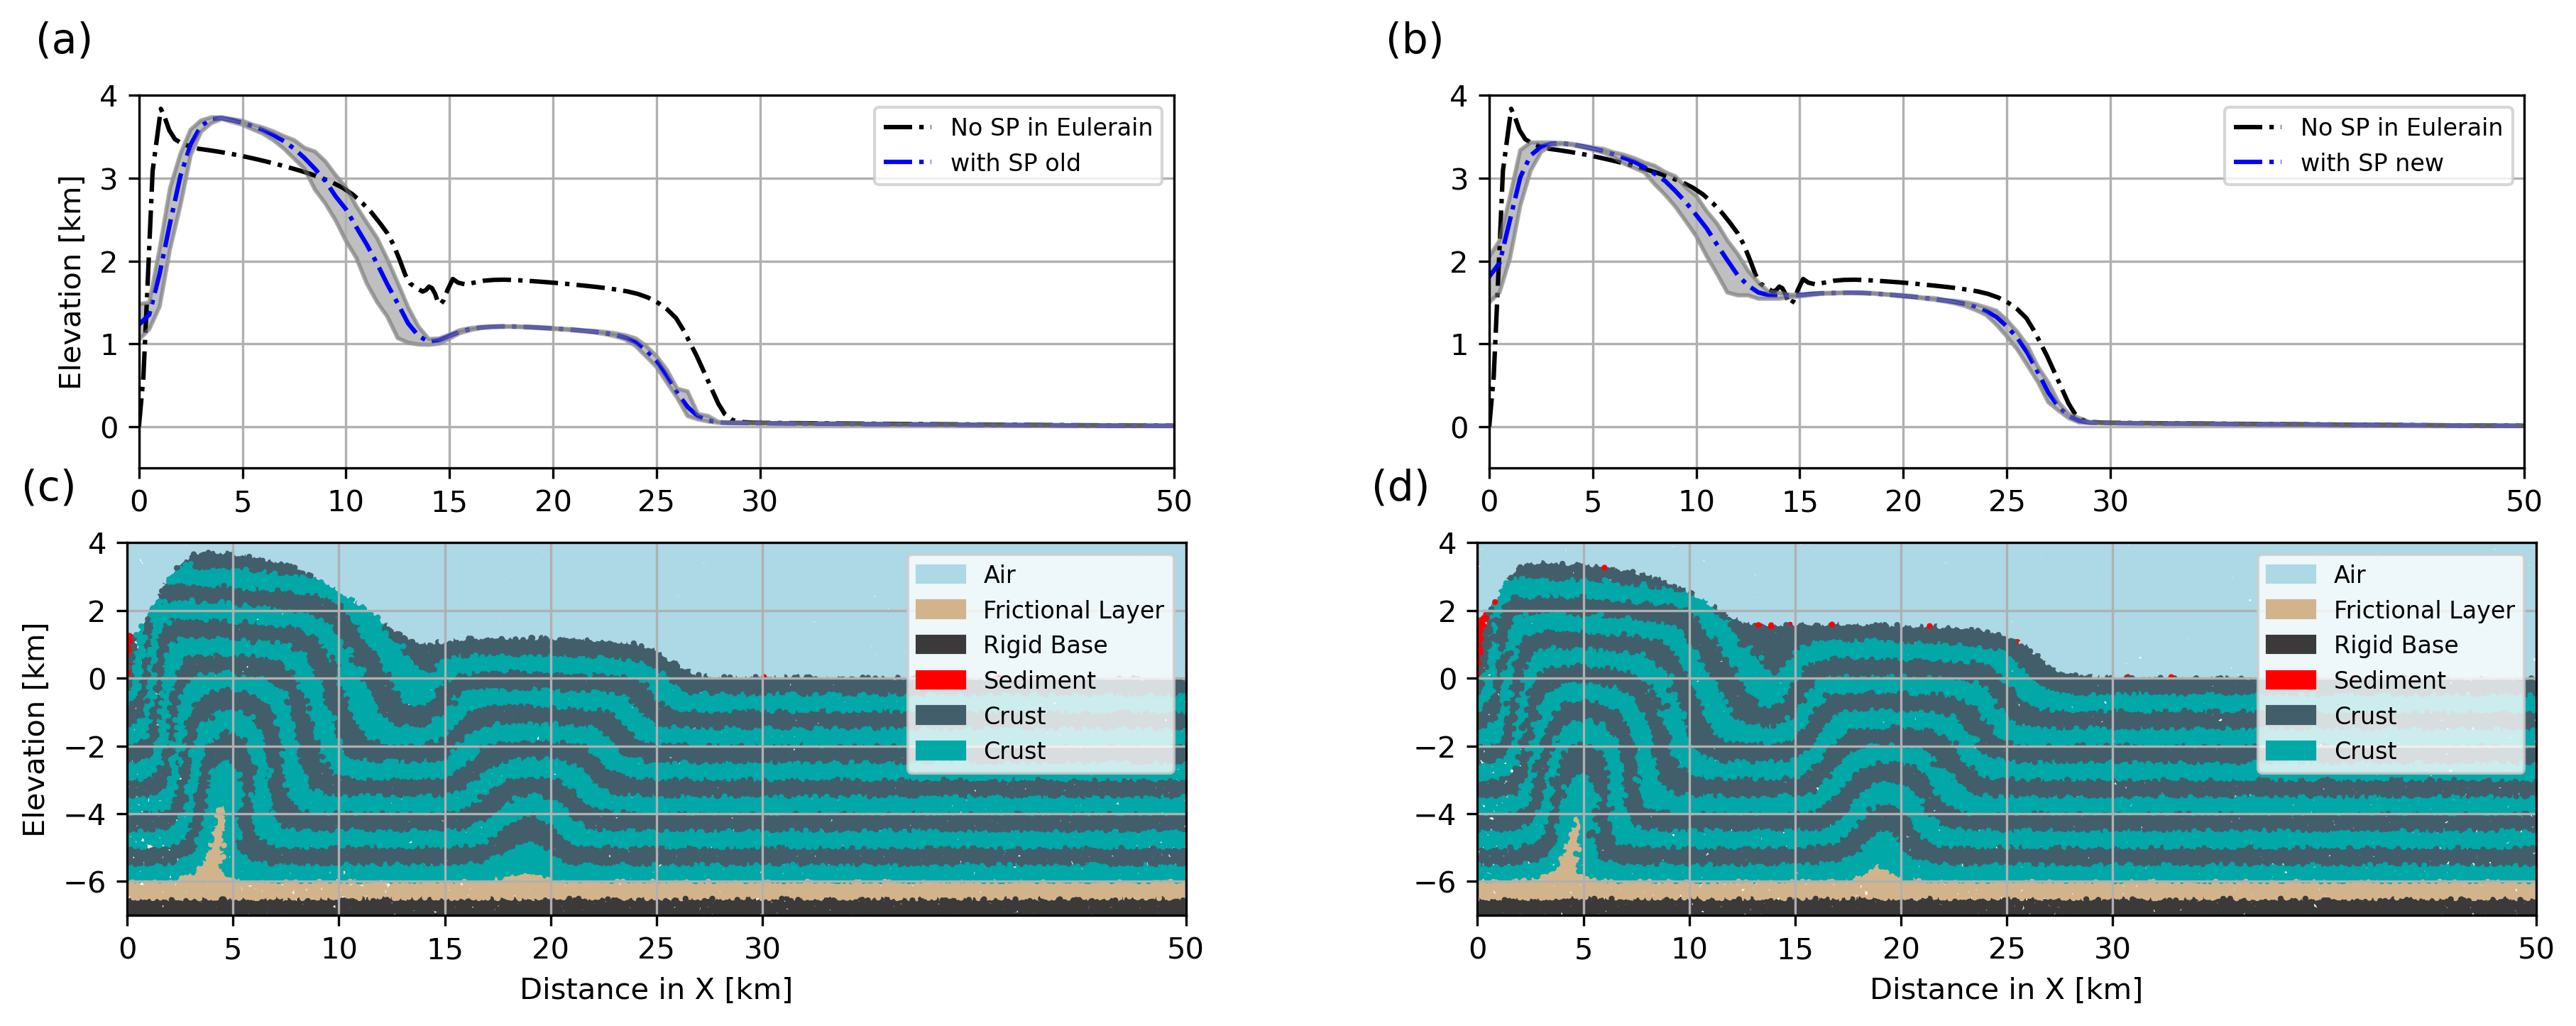 (a)
4
3
2
1
0
Elevation [km]
No SP in Eulerain
with SP old
0 5 10 15 20 25 30 50
(b)
4
3
2
1
0
No SP in Eulerain
with SP new
0 5 10 15 20 25 30 50
(c)
4
2
0
−2
−4
−6
Elevation [km]
Air
Frictional Layer
Rigid Base
Sediment
Crust
Crust
0 5 10 15 20 25 30 50
Distance in X [km]
(d)
4
2
0
−2
−4
−6
Air
Frictional Layer
Rigid Base
Sediment
Crust
Crust
0 5 10 15 20 25 30 50
Distance in X [km]